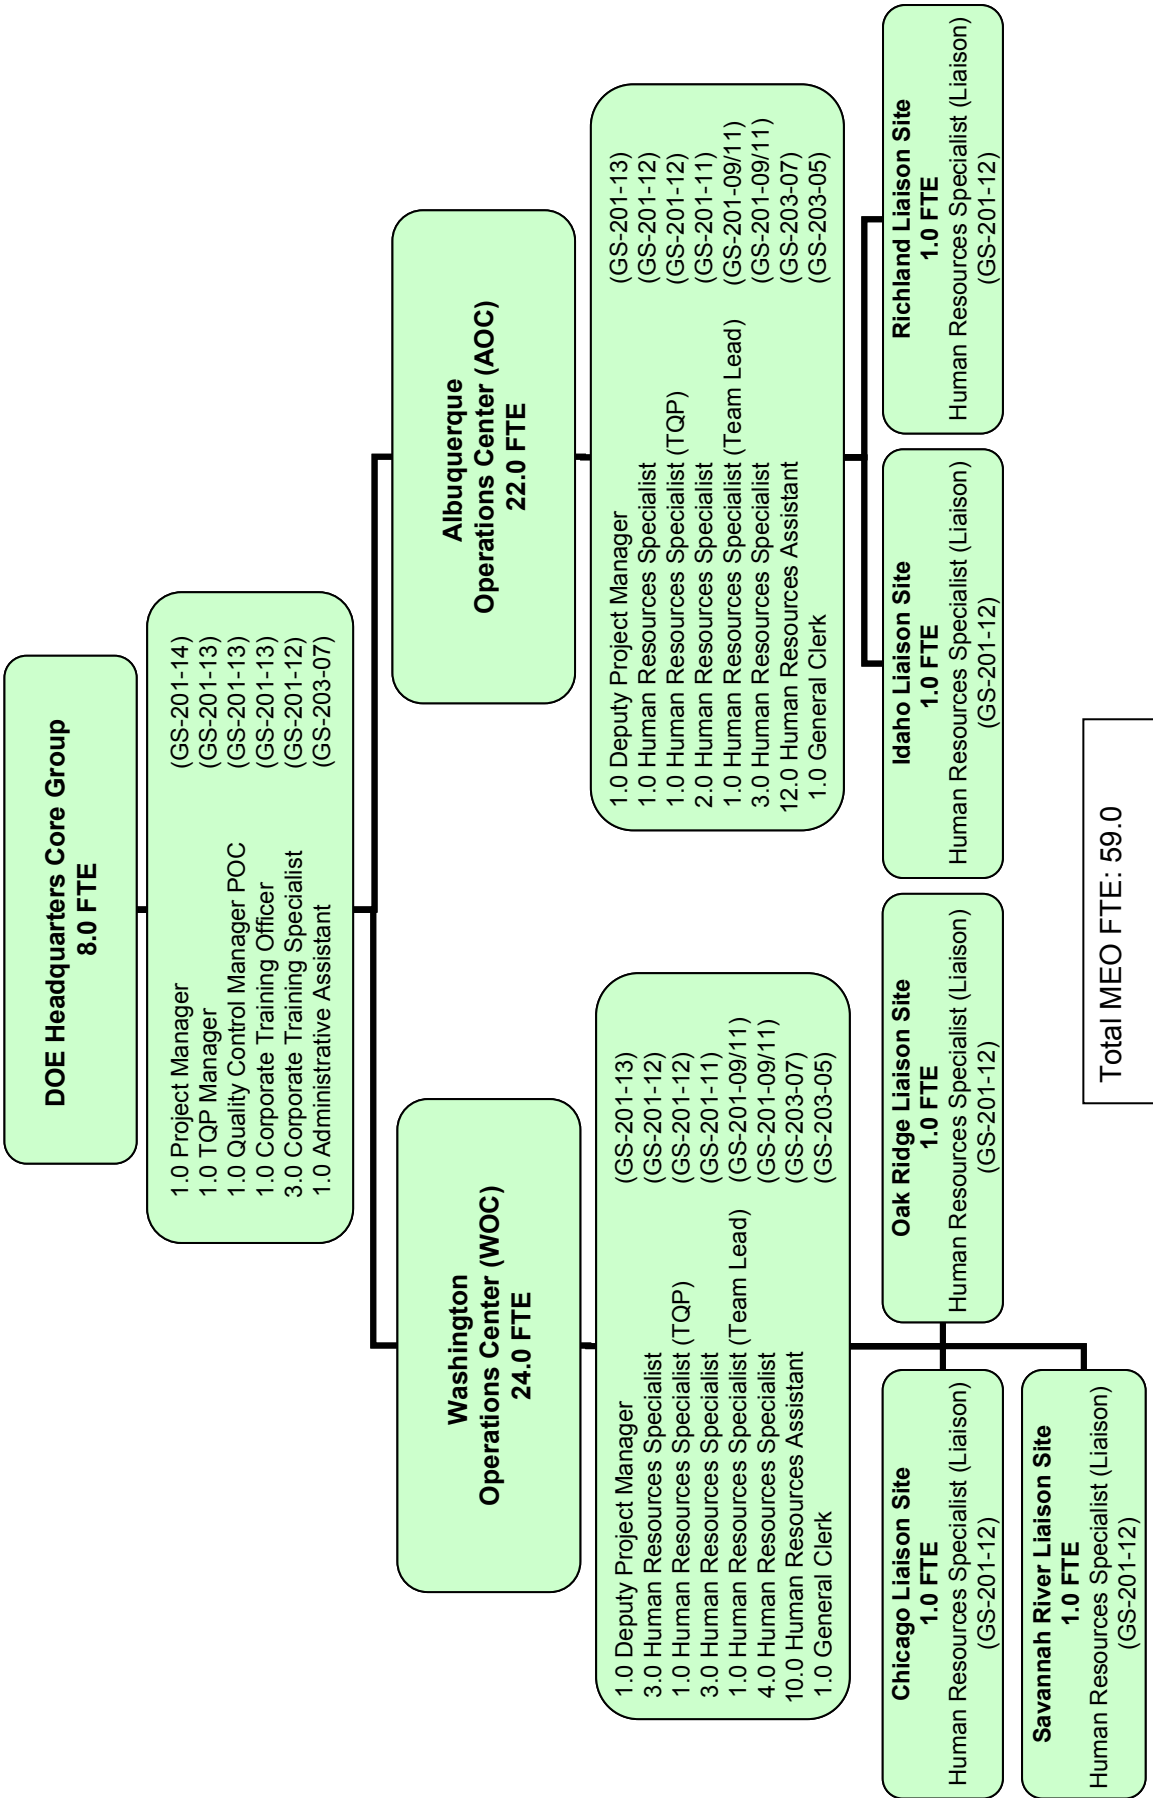 DOE Headquarters Core Group
8.0 FTE
1.0 Project Manager (GS-201-14)
1.0 TQP Manager (GS-201-13)
1.0 Quality Control Manager POC (GS-201-13)
1.0 Corporate Training Officer (GS-201-13)
3.0 Corporate Training Specialist (GS-201-12)
1.0 Administrative Assistant (GS-203-07)
Washington
Operations Center (WOC)
24.0 FTE
1.0 Deputy Project Manager (GS-201-13)
3.0 Human Resources Specialist (GS-201-12)
1.0 Human Resources Specialist (TQP) (GS-201-12)
3.0 Human Resources Specialist (GS-201-11)
1.0 Human Resources Specialist (Team Lead) (GS-201-09/11)
4.0 Human Resources Specialist (GS-201-09/11)
10.0 Human Resources Assistant (GS-203-07)
1.0 General Clerk (GS-203-05)
Albuquerque
Operations Center (AOC)
22.0 FTE
1.0 Deputy Project Manager (GS-201-13)
1.0 Human Resources Specialist (GS-201-12)
1.0 Human Resources Specialist (TQP) (GS-201-12)
2.0 Human Resources Specialist (GS-201-11)
1.0 Human Resources Specialist (Team Lead) (GS-201-09/11)
3.0 Human Resources Specialist (GS-201-09/11)
12.0 Human Resources Assistant (GS-203-07)
1.0 General Clerk (GS-203-05)
Chicago Liaison Site
1.0 FTE
Human Resources Specialist (Liaison)
(GS-201-12)
Oak Ridge Liaison Site
1.0 FTE
Human Resources Specialist (Liaison)
(GS-201-12)
Idaho Liaison Site
1.0 FTE
Human Resources Specialist (Liaison)
(GS-201-12)
Richland Liaison Site
1.0 FTE
Human Resources Specialist (Liaison)
(GS-201-12)
Savannah River Liaison Site
1.0 FTE
Human Resources Specialist (Liaison)
(GS-201-12)
Total MEO FTE: 59.0